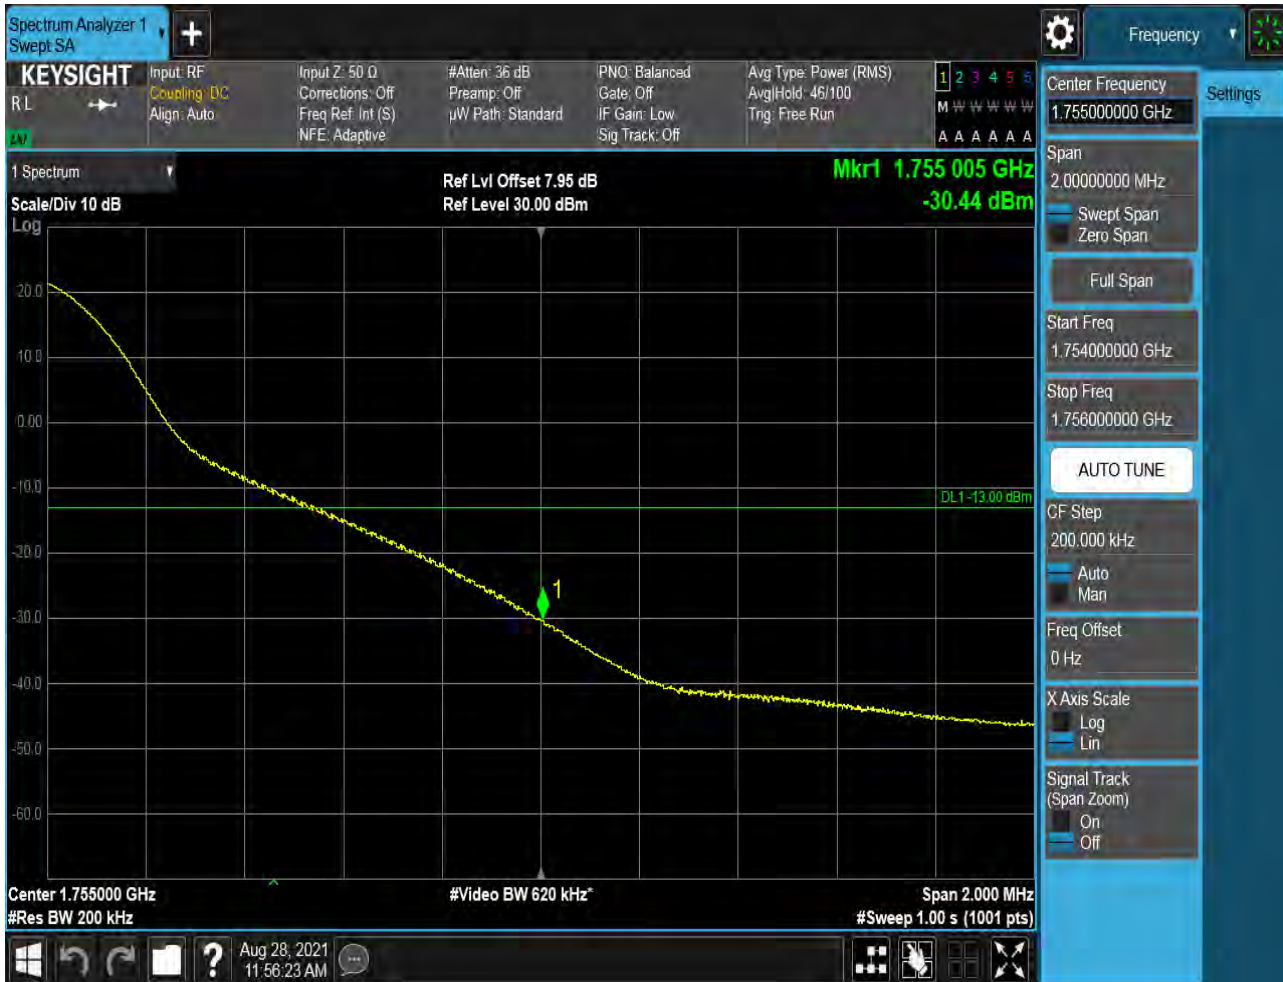 Spectrum Analyzer 1
Swept SA
+
Frequency
KEYSIGHT
R L
Input: RF
Coupling: DC
Align: Auto
Input Z: 50 Ω
Corrections: Off
Freq Ref: Int (S)
NFE: Adaptive
#Atten: 36 dB
Preamp: Off
µW Path: Standard
PNO: Balanced
Gate: Off
IF Gain: Low
Sig Track: Off
Avg Type: Power (RMS)
Avg|Hold: 46/100
Trig: Free Run
1 2 3 4 5 6
M W W W W W
A A A A A A
1 Spectrum
Scale/Div 10 dB
Log
Ref Lvl Offset 7.95 dB
Ref Level 30.00 dBm
Mkr1 1.755 005 GHz
-30.44 dBm
20.0
10.0
0.00
-10.0
-20.0
-30.0
-40.0
-50.0
-60.0
DL1 -13.00 dBm
1
Center 1.755000 GHz
#Res BW 200 kHz
#Video BW 620 kHz*
Span 2.000 MHz
#Sweep 1.00 s (1001 pts)
?
Aug 28, 2021
11:56:23 AM
Center Frequency
1.755000000 GHz
Settings
Span
2.00000000 MHz
Swept Span
Zero Span
Full Span
Start Freq
1.754000000 GHz
Stop Freq
1.756000000 GHz
AUTO TUNE
CF Step
200.000 kHz
Auto
Man
Freq Offset
0 Hz
X Axis Scale
Log
Lin
Signal Track
(Span Zoom)
On
Off